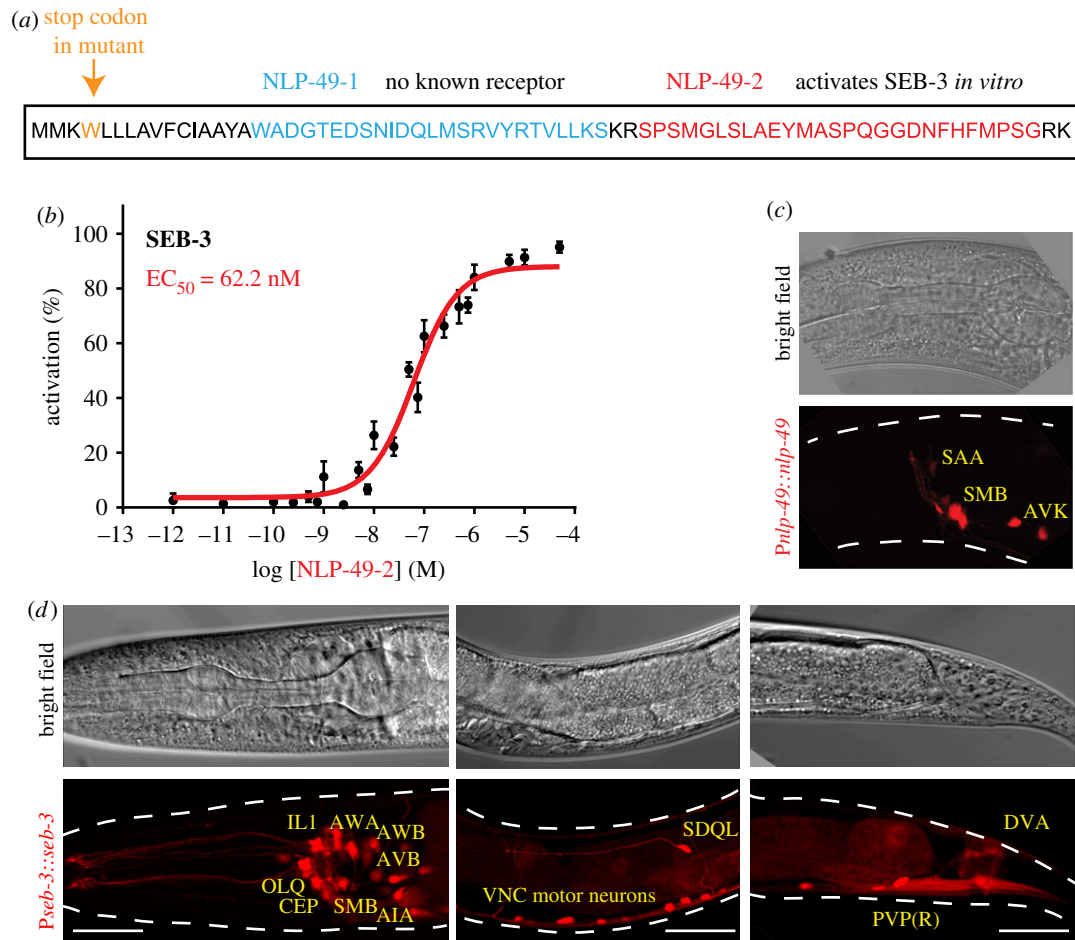 (a)
stop codon
in mutant
NLP-49-1 no known receptor NLP-49-2 activates SEB-3 in vitro
MMKWLLLAVFCIAAYAWADGTEDSNIDQLMSRVYRTVLLKSKRSPSMGLSLAEYMASPQGGDNFHFMPSGRK
(b)
SEB-3
EC50 = 62.2 nM
activation (%)
100
80
60
40
20
0
–13 –12 –11 –10 –9 –8 –7 –6 –5 –4
log [NLP-49-2] (M)
(c)
bright field
Pnlp-49::nlp-49
SAA
SMB
AVK
(d)
bright field
Pseb-3::seb-3
IL1 AWA
AWB
AVB
OLQ
CEP SMB
AIA
SDQL
VNC motor neurons
DVA
PVP(R)